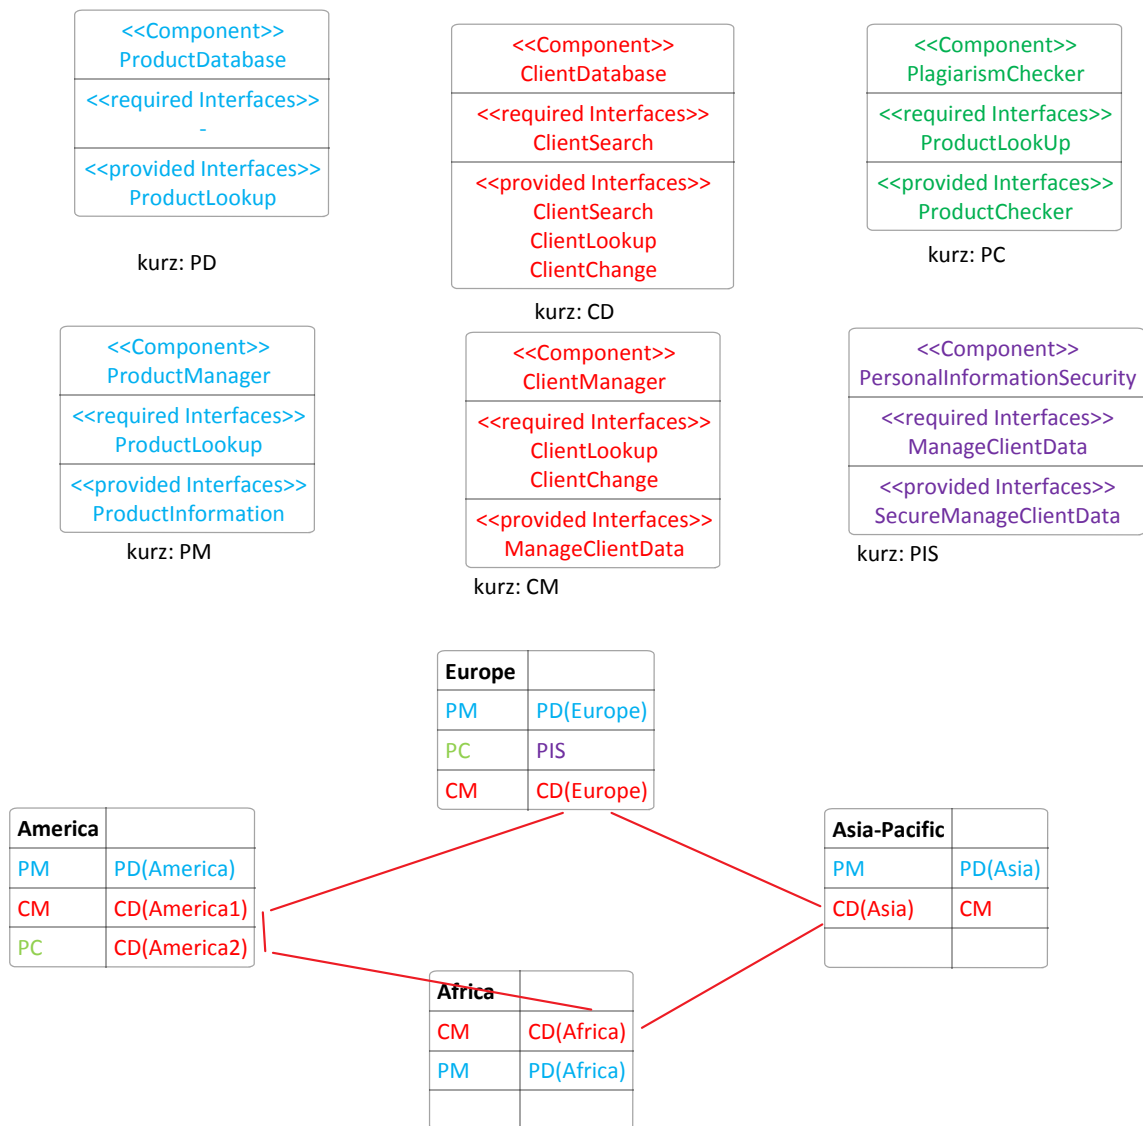 <<Component>>
ProductDatabase
<<required Interfaces>>
-
<<provided Interfaces>>
ProductLookup
kurz: PD
<<Component>>
ClientDatabase
<<required Interfaces>>
ClientSearch
<<provided Interfaces>>
ClientSearch
ClientLookup
ClientChange
kurz: CD
<<Component>>
PlagiarismChecker
<<required Interfaces>>
ProductLookUp
<<provided Interfaces>>
ProductChecker
kurz: PC
<<Component>>
ProductManager
<<required Interfaces>>
ProductLookup
<<provided Interfaces>>
ProductInformation
kurz: PM
<<Component>>
ClientManager
<<required Interfaces>>
ClientLookup
ClientChange
<<provided Interfaces>>
ManageClientData
kurz: CM
<<Component>>
PersonalInformationSecurity
<<required Interfaces>>
ManageClientData
<<provided Interfaces>>
SecureManageClientData
kurz: PIS
Europe
PM PD(Europe)
PC PIS
CM CD(Europe)
America
PM PD(America)
CM CD(America1)
PC CD(America2)
Asia-Pacific
PM PD(Asia)
CD(Asia) CM
Africa
CM CD(Africa)
PM PD(Africa)